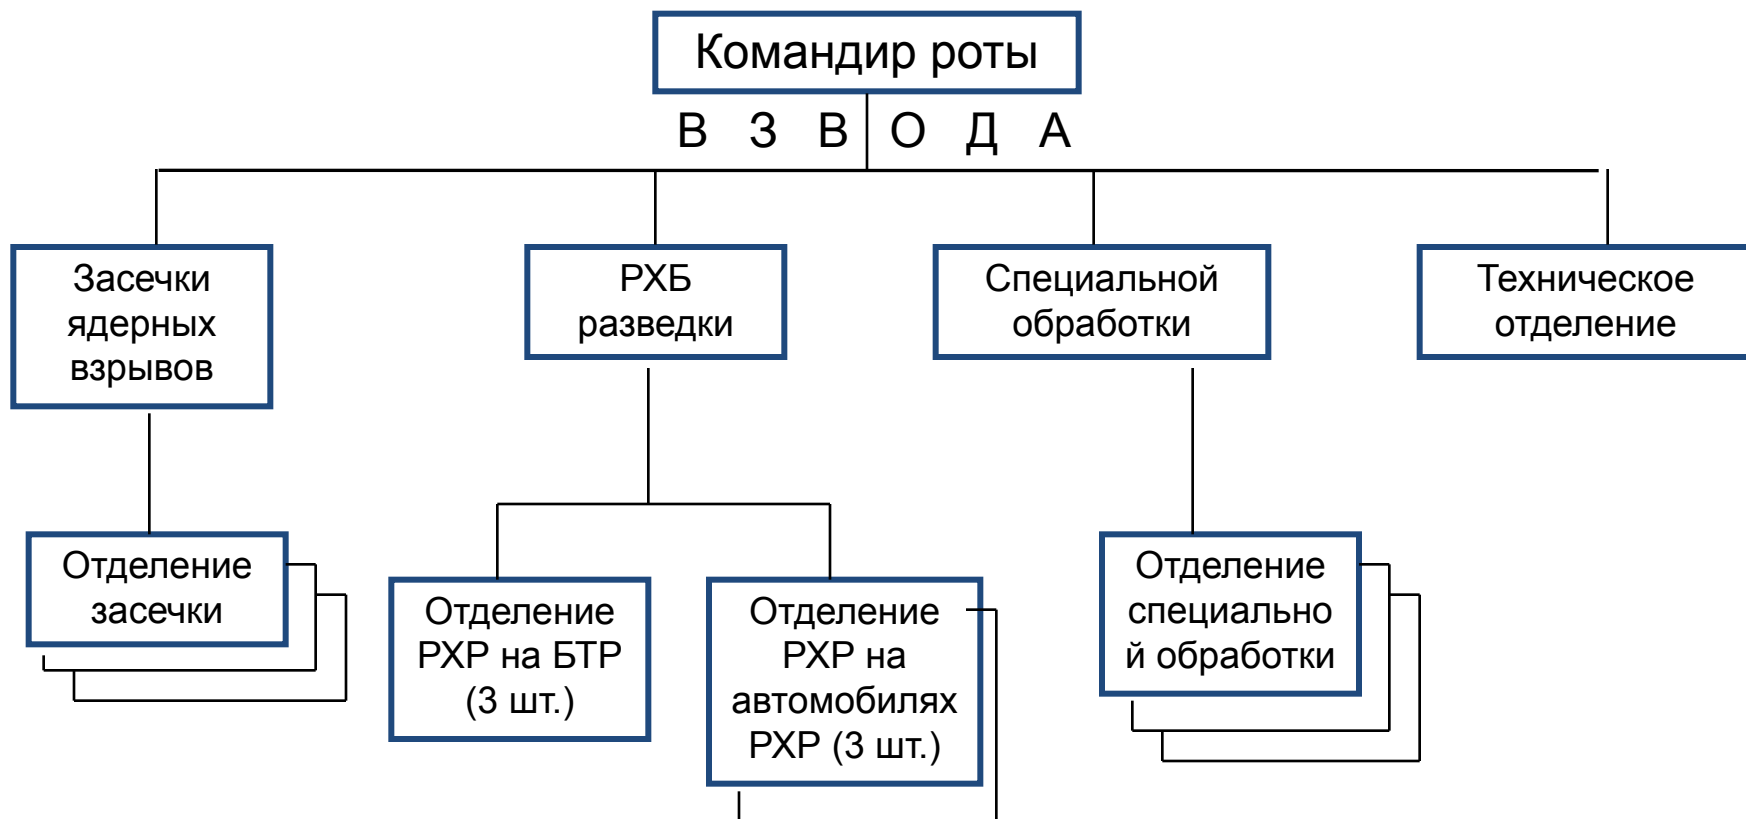 Командир роты
В З В О Д А
Засечки
ядерных
взрывов
РХБ
разведки
Специальной
обработки
Техническое
отделение
Отделение
засечки
Отделение
РХР на БТР
(3 шт.)
Отделение
РХР на
автомобилях
РХР (3 шт.)
Отделение
специально
й обработки